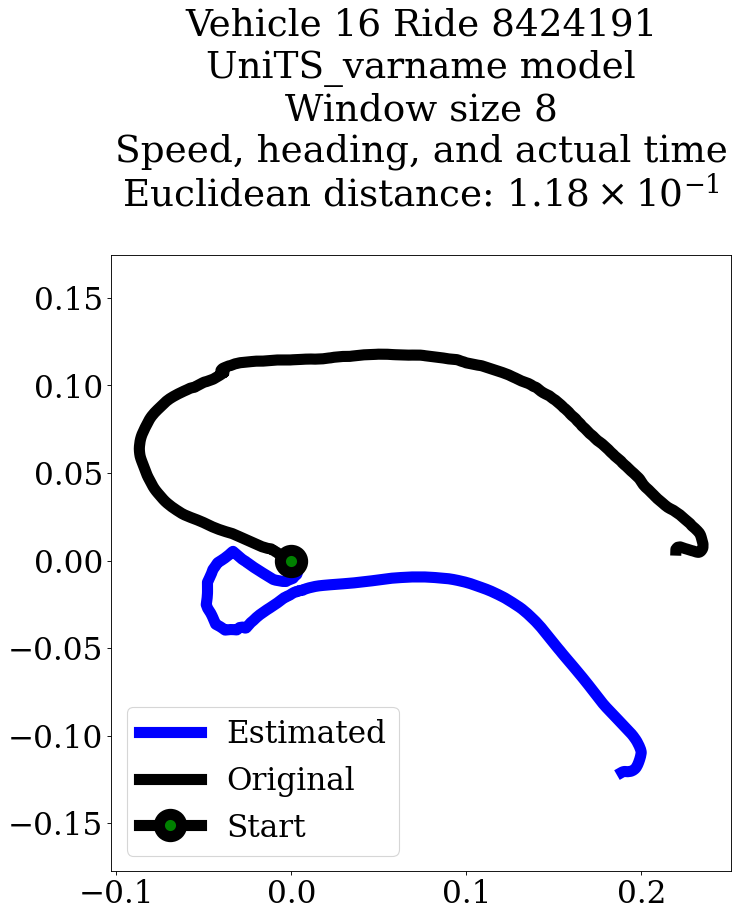 Vehicle 16 Ride 8424191
UniTS_varname model
Window size 8
Speed, heading, and actual time
Euclidean distance: 1.18 × 10⁻¹
0.15
0.10
0.05
0.00
−0.05
−0.10
−0.15
Estimated
Original
Start
−0.1 0.0 0.1 0.2